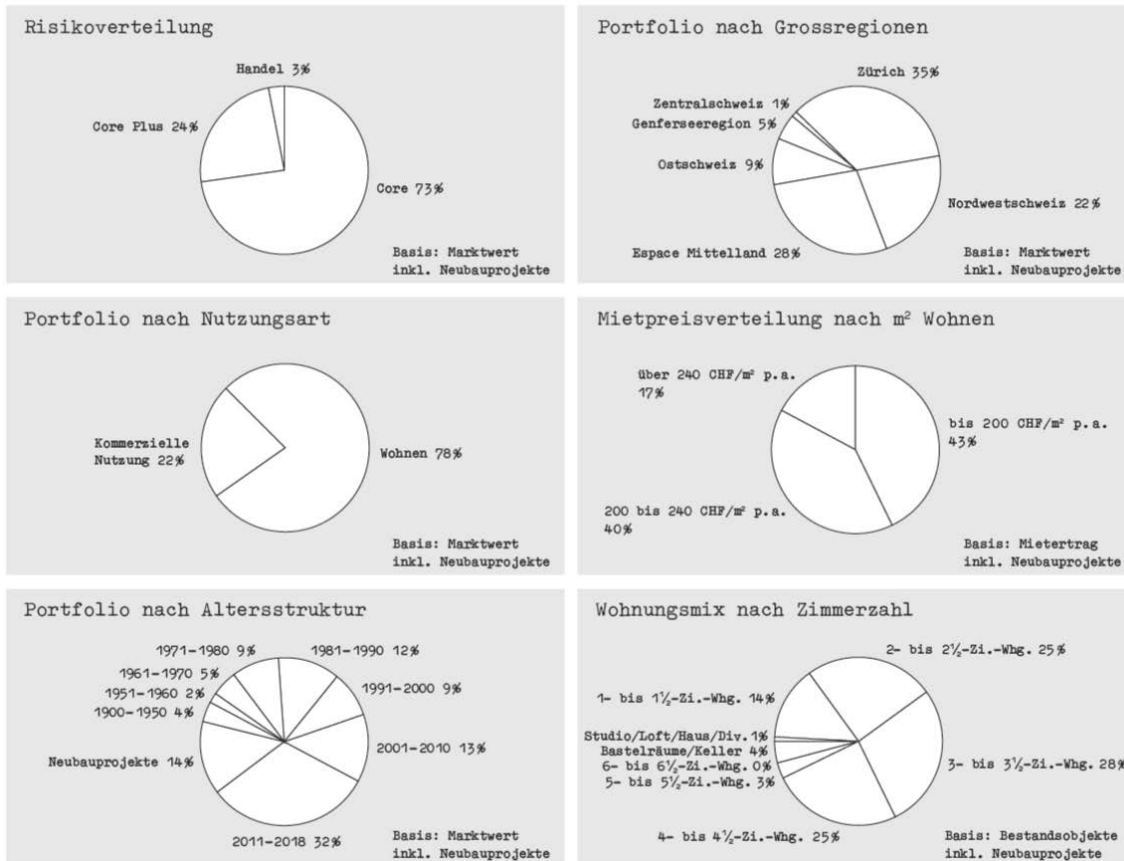 Risikoverteilung
Handel 3%
Core Plus 24%
Core 73%
Basis: Marktwert
inkl. Neubauprojekte
Portfolio nach Grossregionen
Zürich 35%
Zentralschweiz 1%
Genferseeregion 5%
Ostschweiz 9%
Nordwestschweiz 22%
Espace Mittelland 28%
Basis: Marktwert
inkl. Neubauprojekte
Portfolio nach Nutzungsart
Kommerzielle
Nutzung 22%
Wohnen 78%
Basis: Marktwert
inkl. Neubauprojekte
Mietpreisverteilung nach m² Wohnen
über 240 CHF/m² p.a.
17%
bis 200 CHF/m² p.a.
43%
200 bis 240 CHF/m² p.a.
40%
Basis: Mietertrag
inkl. Neubauprojekte
Portfolio nach Altersstruktur
1971–1980 9%
1981–1990 12%
1961–1970 5%
1991–2000 9%
1951–1960 2%
1900–1950 4%
2001–2010 13%
Neubauprojekte 14%
2011–2018 32%
Basis: Marktwert
inkl. Neubauprojekte
Wohnungsmix nach Zimmerzahl
2- bis 2½-Zi.-Whg. 25%
1- bis 1½-Zi.-Whg. 14%
Studio/Loft/Haus/Div. 1%
Bastelräume/Keller 4%
6- bis 6½-Zi.-Whg. 0%
3- bis 3½-Zi.-Whg. 28%
5- bis 5½-Zi.-Whg. 3%
4- bis 4½-Zi.-Whg. 25%
Basis: Bestandsobjekte
inkl. Neubauprojekte